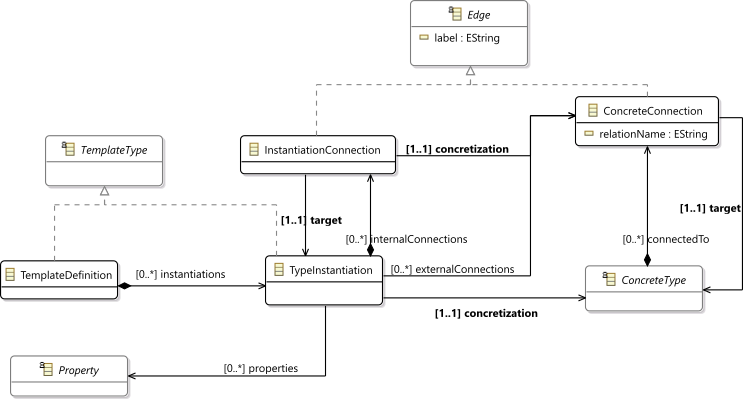 Edge
label : EString
ConcreteConnection
relationName : EString
TemplateType
InstantiationConnection
[1..1] concretization
[1..1] target
[1..1] target
[0..*] internalConnections
[0..*] connectedTo
TemplateDefinition
[0..*] instantiations
TypeInstantiation
[0..*] externalConnections
ConcreteType
[1..1] concretization
Property
[0..*] properties